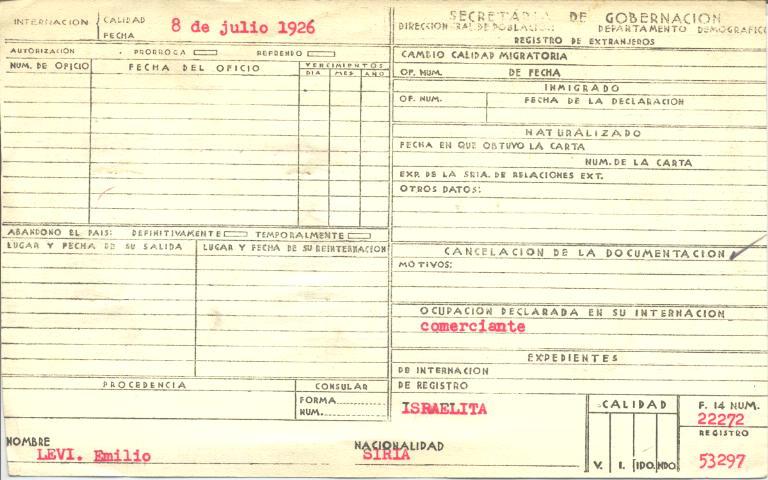 INTERNACION CALIDAD
FECHA 8 de julio 1926
AUTORIZACIÓN . PRORROGA REFRENDO
NUM. DE OFICIO FECHA DEL OFICIO VENCIMIENTOS
DIA MES AÑO
ABANDONO EL PAIS: DEFINITIVAMENTE TEMPORALMENTE
LUGAR Y FECHA DE SU SALIDA LUGAR Y FECHA DE SU REINTERNACION
PROCEDENCIA CONSULAR
FORMA
NUM.
NOMBRE
LEVI. Emilio
NACIONALIDAD
SIRIA
SECRETARIA DE GOBERNACION
DIRECCION RAL DE POBLACION DEPARTAMENTO DEMOGRAFICO
REGISTRO DE EXTRANJEROS
CAMBIO CALIDAD MIGRATORIA
OF. NUM. DE FECHA
INMIGRADO
OF. NUM. FECHA DE LA DECLARACION
NATURALIZADO
FECHA EN QUE OBTUVO LA CARTA
NUM. DE LA CARTA
EXP. DE LA SRIA. DE RELACIONES EXT.
OTROS DATOS:
CANCELACION DE LA DOCUMENTACION
MOTIVOS:
OCUPACION DECLARADA EN SU INTERNACION
comerciante
EXPEDIENTES
DE INTERNACION
DE REGISTRO
ISRAELITA
CALIDAD
V. I. IDO. NDO.
F. 14 NUM.
22272
REGISTRO
53297